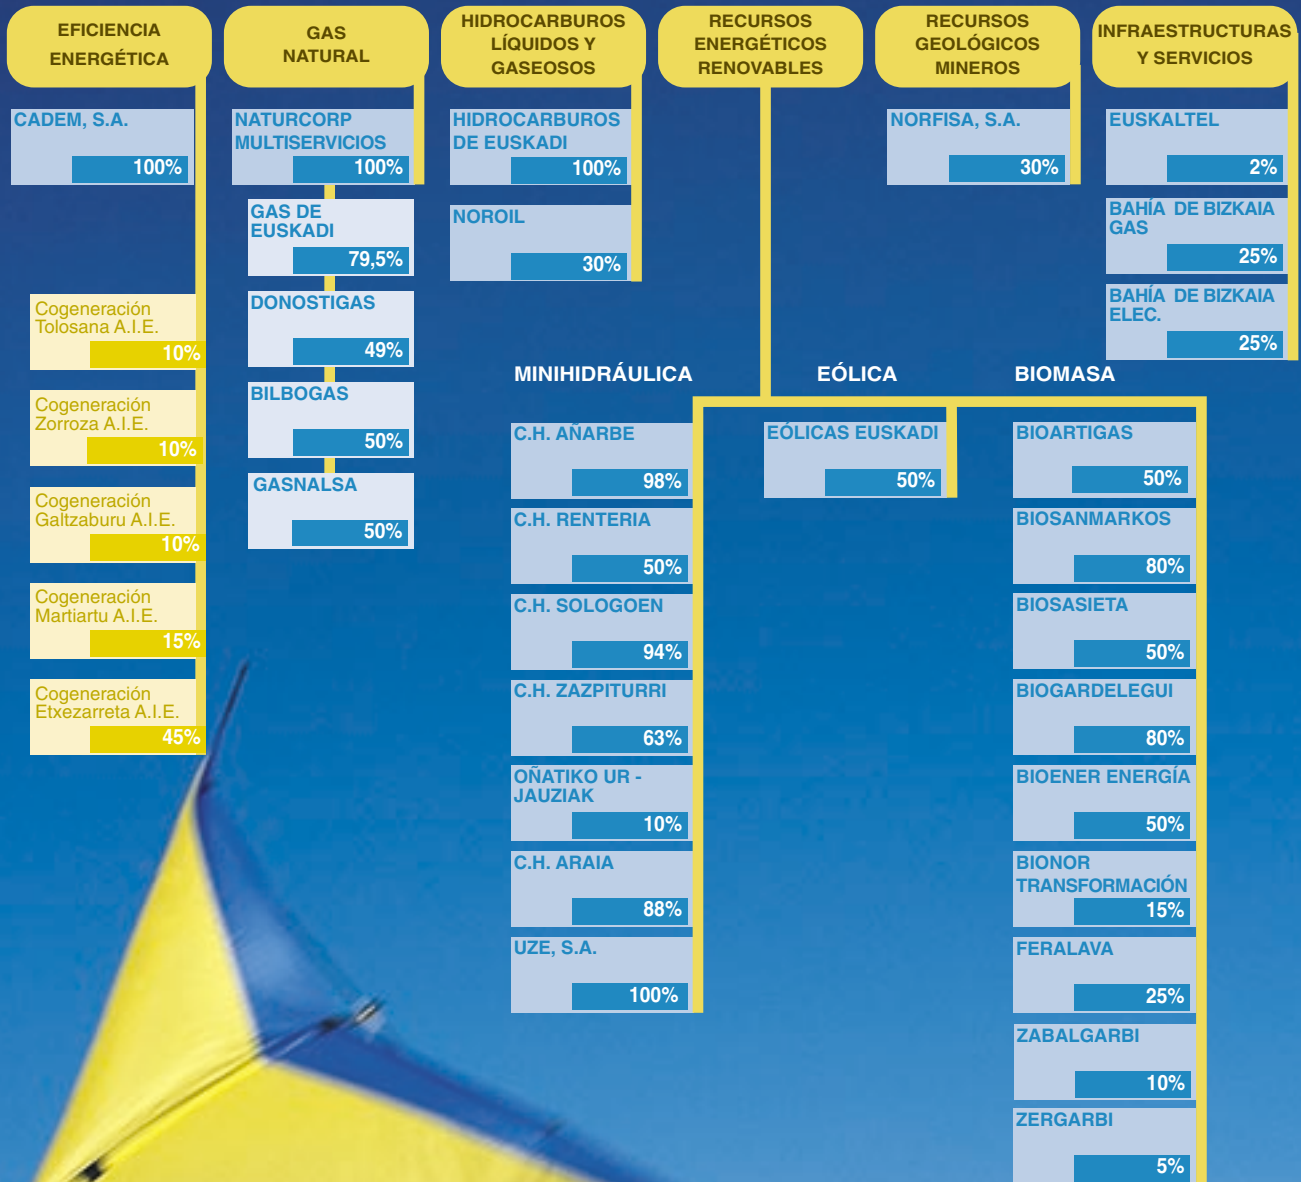 EFICIENCIA
ENERGÉTICA
CADEM, S.A.
100%
Cogeneración
Tolosana A.I.E.
10%
Cogeneración
Zorroza A.I.E.
10%
Cogeneración
Galtzaburu A.I.E.
10%
Cogeneración
Martiartu A.I.E.
15%
Cogeneración
Etxezarreta A.I.E.
45%
GAS
NATURAL
NATURCORP
MULTISERVICIOS
100%
GAS DE
EUSKADI
79,5%
DONOSTIGAS
49%
BILBOGAS
50%
GASNALSA
50%
HIDROCARBUROS
LÍQUIDOS Y
GASEOSOS
HIDROCARBUROS
DE EUSKADI
100%
NOROIL
30%
RECURSOS
ENERGÉTICOS
RENOVABLES
MINIHIDRÁULICA
C.H. AÑARBE
98%
C.H. RENTERIA
50%
C.H. SOLOGOEN
94%
C.H. ZAZPITURRI
63%
OÑATIKO UR -
JAUZIAK
10%
C.H. ARAIA
88%
UZE, S.A.
100%
EÓLICA
EÓLICAS EUSKADI
50%
BIOMASA
BIOARTIGAS
50%
BIOSANMARKOS
80%
BIOSASIETA
50%
BIOGARDELEGUI
80%
BIOENER ENERGÍA
50%
BIONOR
TRANSFORMACIÓN
15%
FERALAVA
25%
ZABALGARBI
10%
ZERGARBI
5%
RECURSOS
GEOLÓGICOS
MINEROS
NORFISA, S.A.
30%
INFRAESTRUCTURAS
Y SERVICIOS
EUSKALTEL
2%
BAHÍA DE BIZKAIA
GAS
25%
BAHÍA DE BIZKAIA
ELEC.
25%